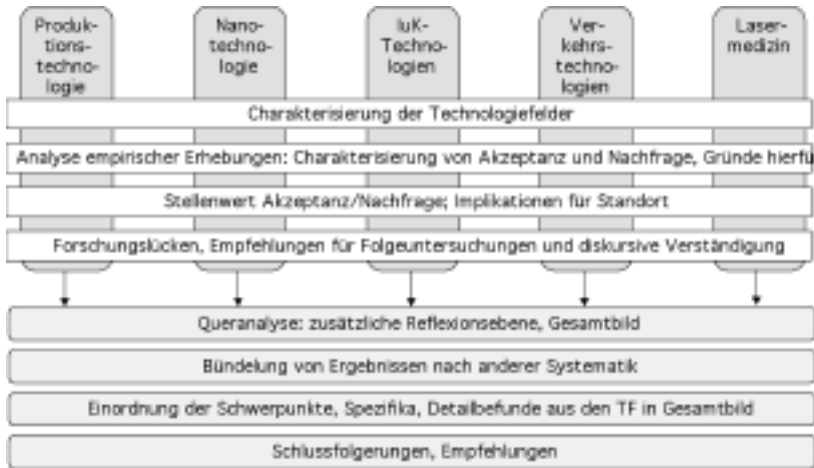 Produk-
tions-
techno-
logie
Nano-
techno-
logie
IuK-
Techno-
logien
Ver-
kehrs-
techno-
logien
Laser-
medizin
Charakterisierung der Technologiefelder
Analyse empirischer Erhebungen: Charakterisierung von Akzeptanz und Nachfrage, Gründe hierfü
Stellenwert Akzeptanz/Nachfrage; Implikationen für Standort
Forschungslücken, Empfehlungen für Folgeuntersuchungen und diskursive Verständigung
Queranalyse: zusätzliche Reflexionsebene, Gesamtbild
Bündelung von Ergebnissen nach anderer Systematik
Einordnung der Schwerpunkte, Spezifika, Detailbefunde aus den TF in Gesamtbild
Schlussfolgerungen, Empfehlungen